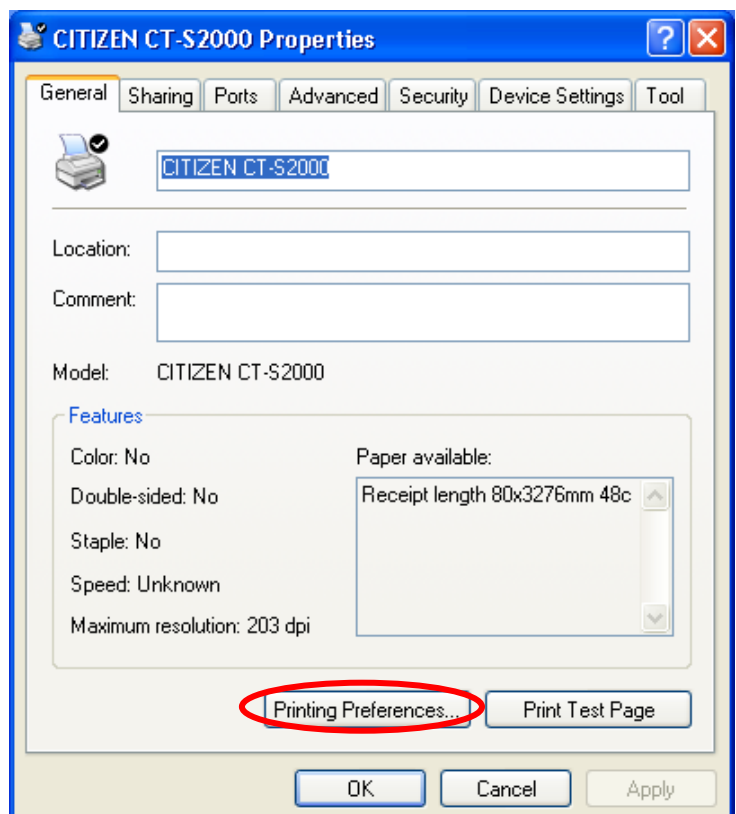 CITIZEN CT-S2000 Properties
General Sharing Ports Advanced Security Device Settings Tool
CITIZEN CT-S2000
Location:
Comment:
Model: CITIZEN CT-S2000
Features
Color: No
Paper available:
Double-sided: No
Receipt length 80x3276mm 48c
Staple: No
Speed: Unknown
Maximum resolution: 203 dpi
Printing Preferences... Print Test Page
OK Cancel Apply